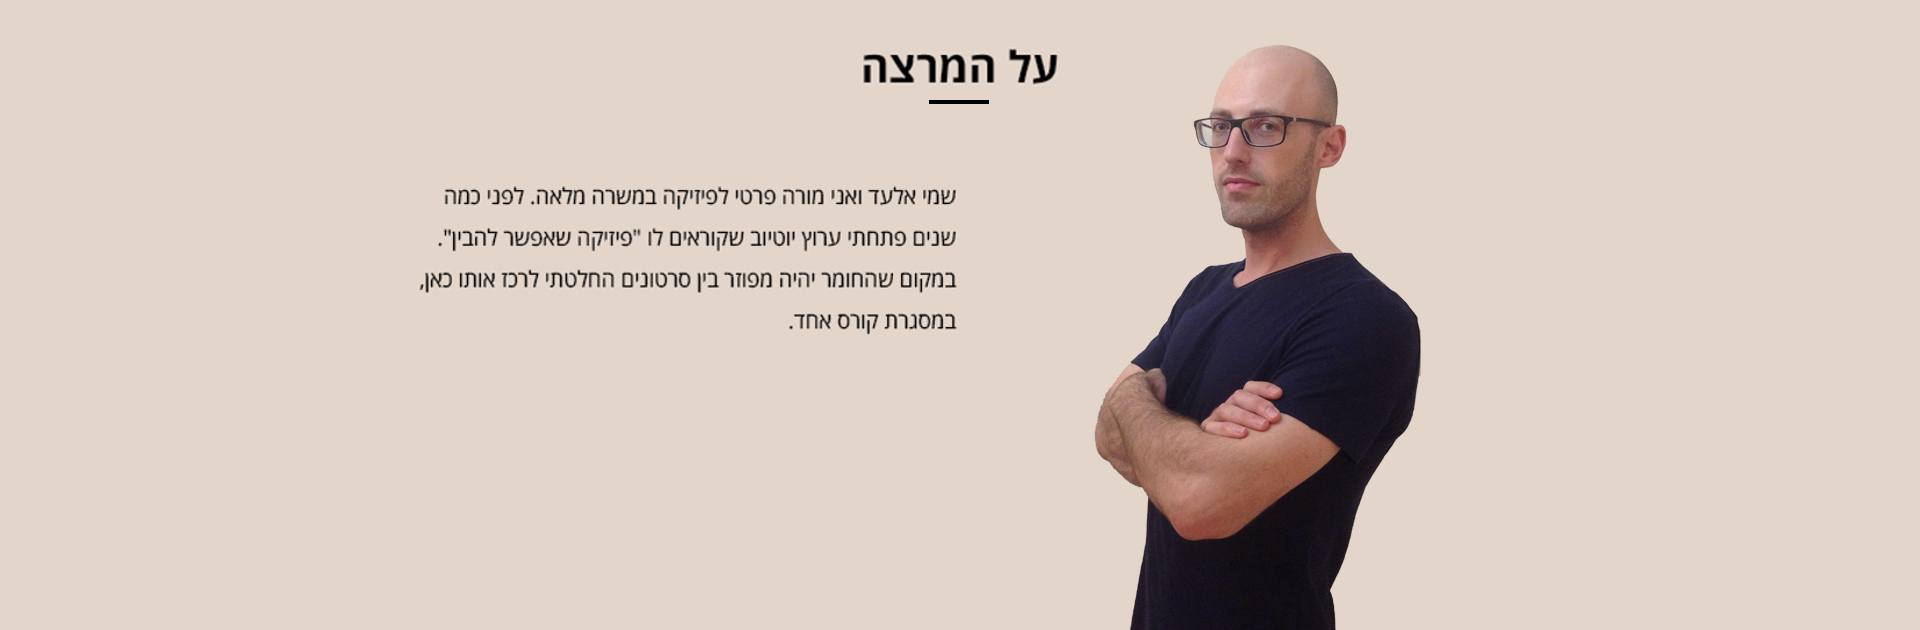 על המרצה
שמי אלעד ואני מורה פרטי לפיזיקה במשרה מלאה. לפני כמה
שנים פתחתי ערוץ יוטיוב שקוראים לו "פיזיקה שאפשר להבין".
במקום שהחומר יהיה מפוזר בין סרטונים החלטתי לרכז אותו כאן,
במסגרת קורס אחד.